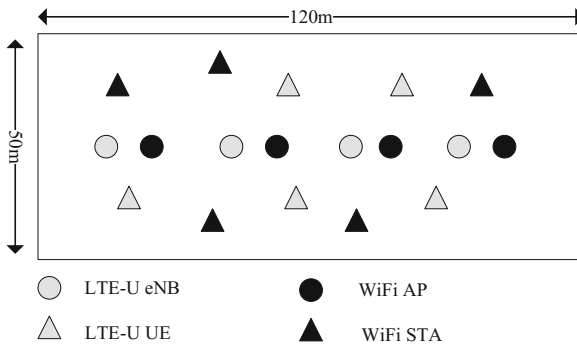 120m
50m
LTE-U eNB
WiFi AP
LTE-U UE
WiFi STA